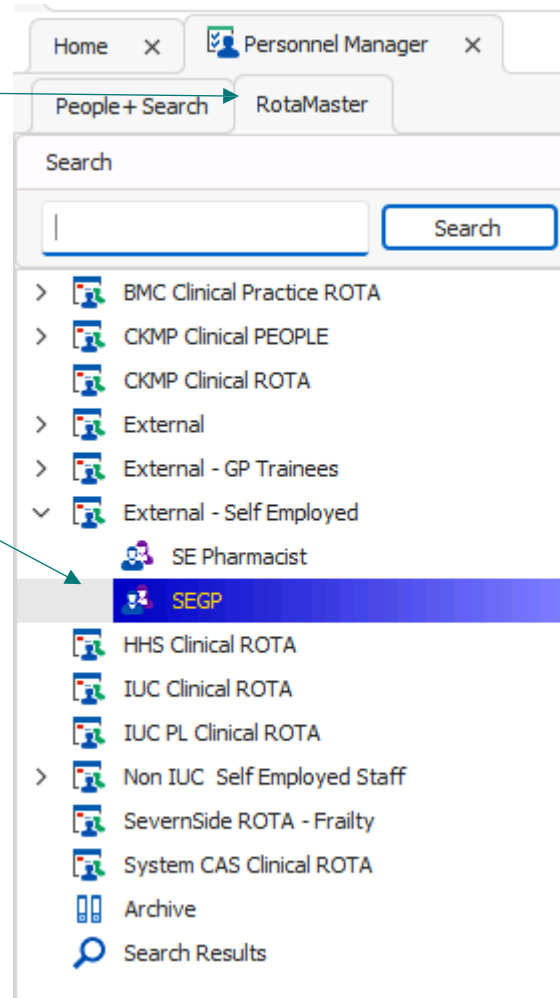 Home
Personnel Manager
People+ Search
RotaMaster
Search
Search
BMC Clinical Practice ROTA
CKMP Clinical PEOPLE
CKMP Clinical ROTA
External
External - GP Trainees
External - Self Employed
SE Pharmacist
SEGP
HHS Clinical ROTA
IUC Clinical ROTA
IUC PL Clinical ROTA
Non IUC  Self Employed Staff
SevernSide ROTA - Frailty
System CAS Clinical ROTA
Archive
Search Results